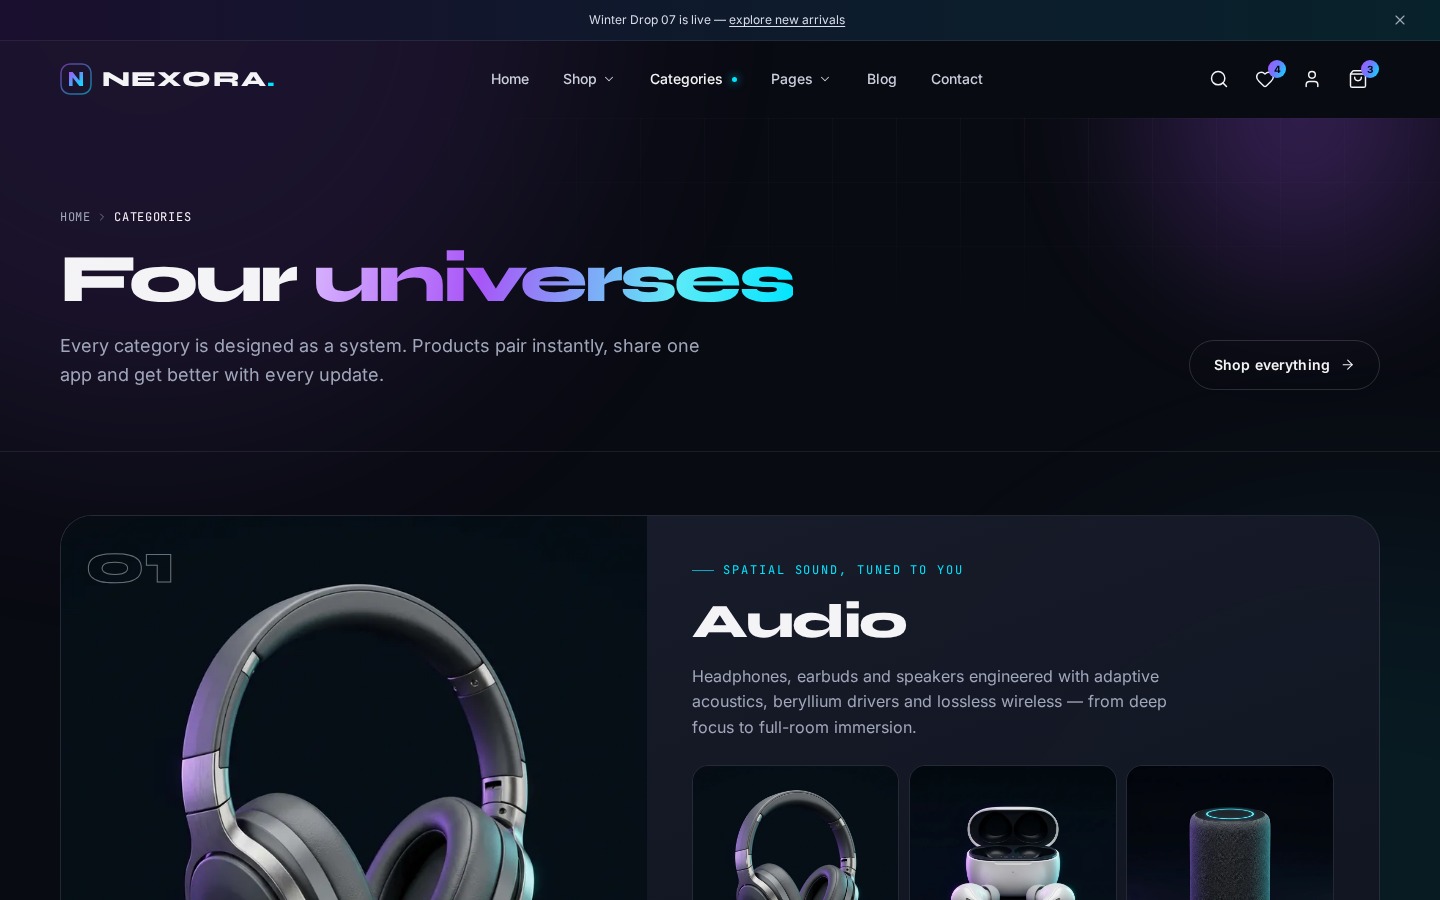 Winter Drop 07 is live — explore new arrivals
N NEXORA.
Home Shop Categories Pages Blog Contact
4 3
HOME > CATEGORIES
Four universes
Every category is designed as a system. Products pair instantly, share one
app and get better with every update.
Shop everything →
01
SPATIAL SOUND, TUNED TO YOU
Audio
Headphones, earbuds and speakers engineered with adaptive
acoustics, beryllium drivers and lossless wireless — from deep
focus to full-room immersion.